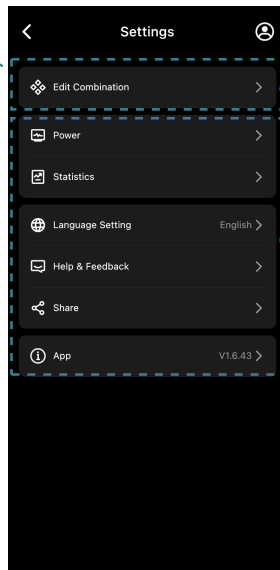 Settings
Edit Combination
Power
Statistics
Language Setting English
Help & Feedback
Share
App V1.6.43